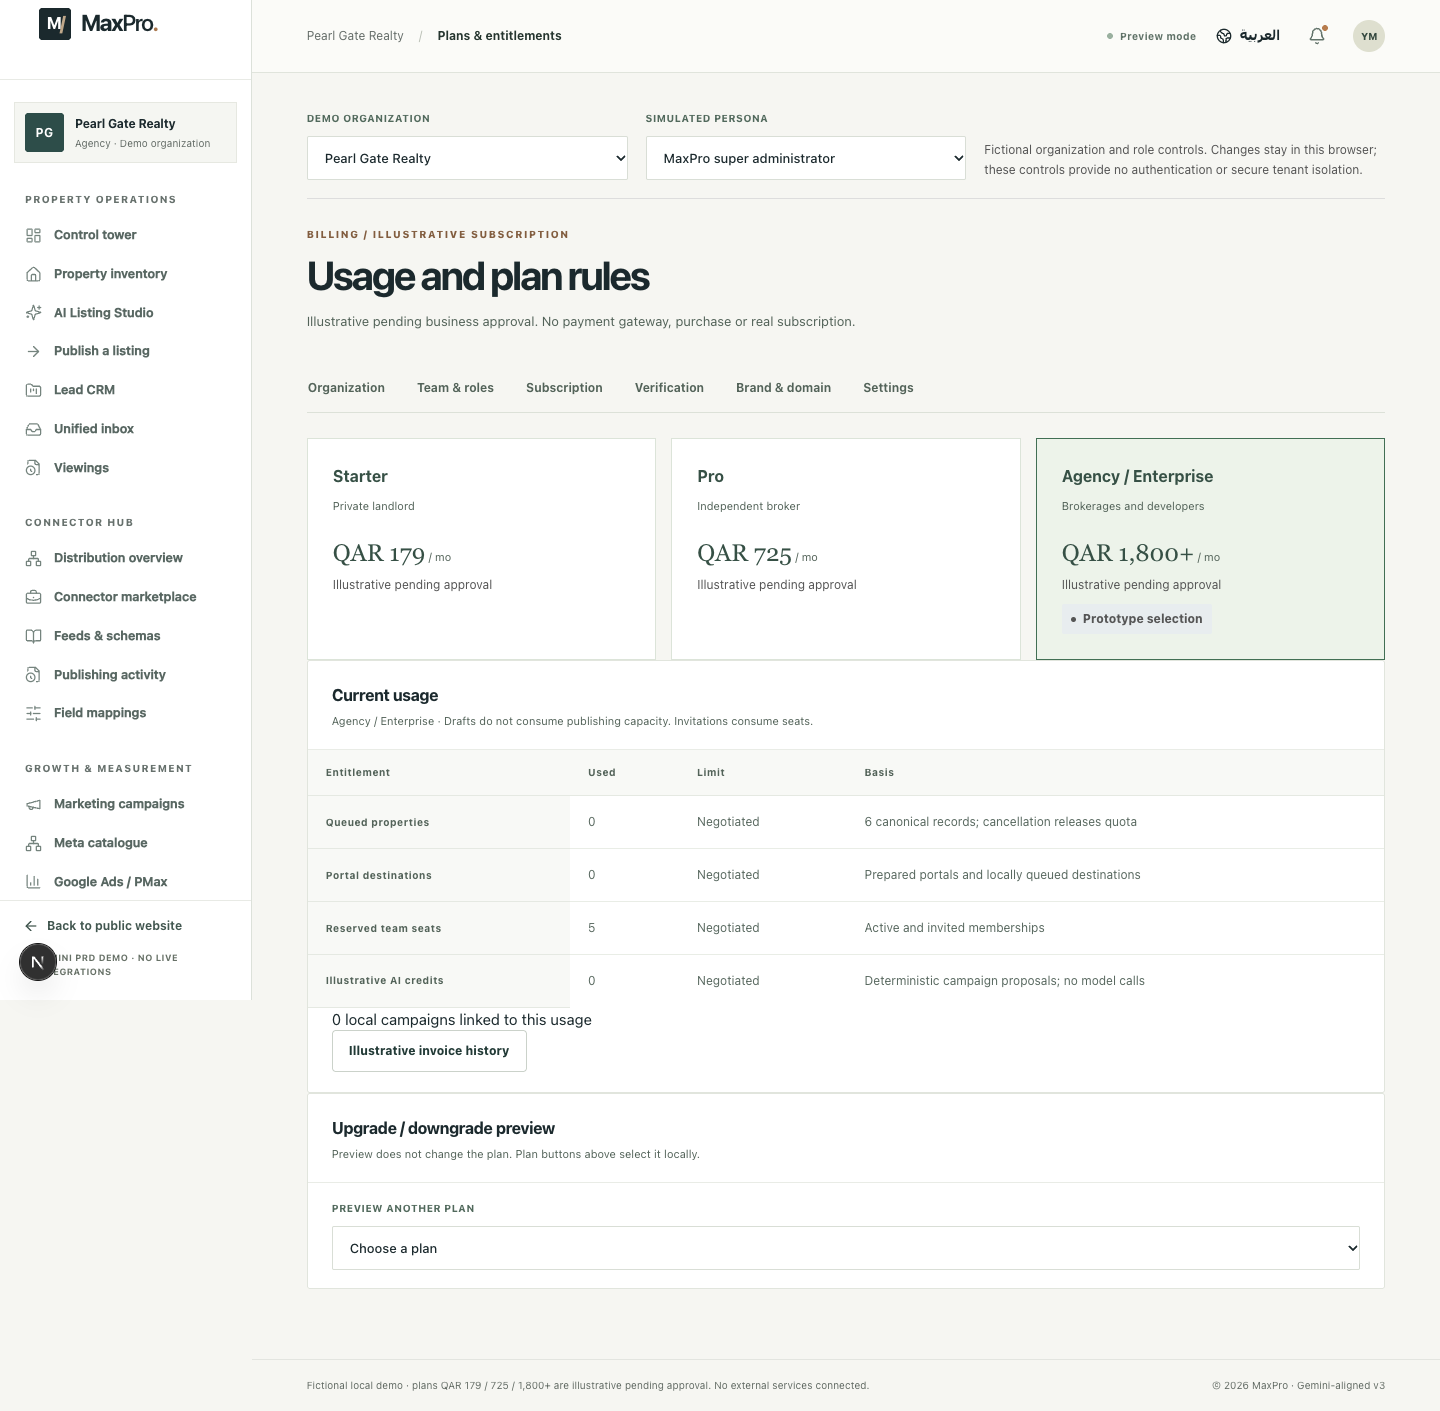 M/ MaxPro.
Pearl Gate Realty / Plans & entitlements
Preview mode
العربية
YM
PG
Pearl Gate Realty
Agency · Demo organization
PROPERTY OPERATIONS
Control tower
Property inventory
AI Listing Studio
Publish a listing
Lead CRM
Unified inbox
Viewings
CONNECTOR HUB
Distribution overview
Connector marketplace
Feeds & schemas
Publishing activity
Field mappings
GROWTH & MEASUREMENT
Marketing campaigns
Meta catalogue
Google Ads / PMax
Back to public website
N
INI PRD DEMO · NO LIVE
EGRATIONS
DEMO ORGANIZATION
Pearl Gate Realty
SIMULATED PERSONA
MaxPro super administrator
Fictional organization and role controls. Changes stay in this browser;
these controls provide no authentication or secure tenant isolation.
BILLING / ILLUSTRATIVE SUBSCRIPTION
Usage and plan rules
Illustrative pending business approval. No payment gateway, purchase or real subscription.
Organization Team & roles Subscription Verification Brand & domain Settings
Starter
Private landlord
QAR 179 / mo
Illustrative pending approval
Pro
Independent broker
QAR 725 / mo
Illustrative pending approval
Agency / Enterprise
Brokerages and developers
QAR 1,800+ / mo
Illustrative pending approval
Prototype selection
Current usage
Agency / Enterprise · Drafts do not consume publishing capacity. Invitations consume seats.
Entitlement Used Limit Basis
Queued properties 0 Negotiated 6 canonical records; cancellation releases quota
Portal destinations 0 Negotiated Prepared portals and locally queued destinations
Reserved team seats 5 Negotiated Active and invited memberships
Illustrative AI credits 0 Negotiated Deterministic campaign proposals; no model calls
0 local campaigns linked to this usage
Illustrative invoice history
Upgrade / downgrade preview
Preview does not change the plan. Plan buttons above select it locally.
PREVIEW ANOTHER PLAN
Choose a plan
Fictional local demo · plans QAR 179 / 725 / 1,800+ are illustrative pending approval. No external services connected.
© 2026 MaxPro · Gemini-aligned v3